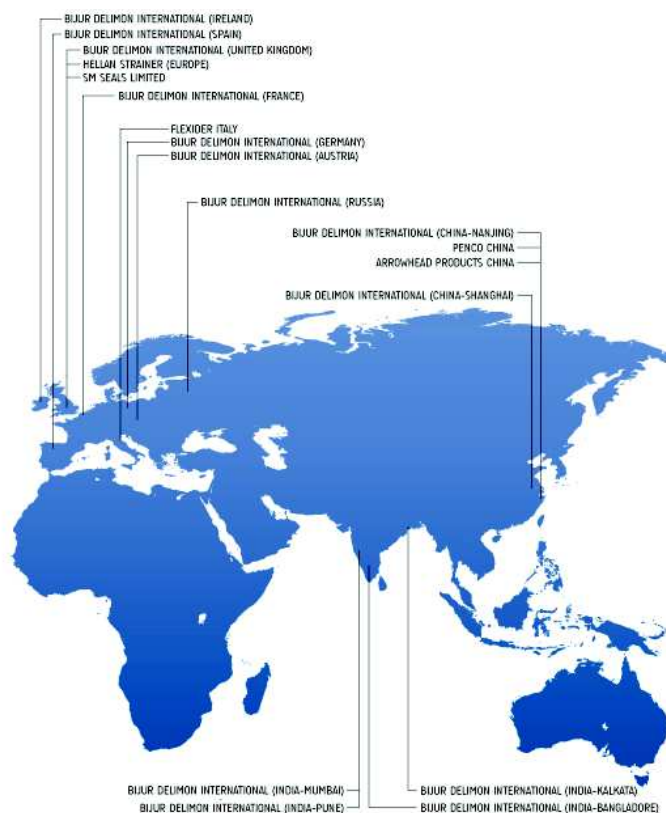 BIJUR DELIMON INTERNATIONAL (IRELAND)
BIJUR DELIMON INTERNATIONAL (SPAIN)
BIJUR DELIMON INTERNATIONAL (UNITED KINGDOM)
HELLAN STRAINER (EUROPE)
SM SEALS LIMITED
BIJUR DELIMON INTERNATIONAL (FRANCE)
FLEXIDER ITALY
BIJUR DELIMON INTERNATIONAL (GERMANY)
BIJUR DELIMON INTERNATIONAL (AUSTRIA)
BIJUR DELIMON INTERNATIONAL (RUSSIA)
BIJUR DELIMON INTERNATIONAL (CHINA-NANJING)
PENCO CHINA
ARROWHEAD PRODUCTS CHINA
BIJUR DELIMON INTERNATIONAL (CHINA-SHANGHAI)
BIJUR DELIMON INTERNATIONAL (INDIA-MUMBAI)
BIJUR DELIMON INTERNATIONAL (INDIA-PUNE)
BIJUR DELIMON INTERNATIONAL (INDIA-KALKATA)
BIJUR DELIMON INTERNATIONAL (INDIA-BANGLADORE)